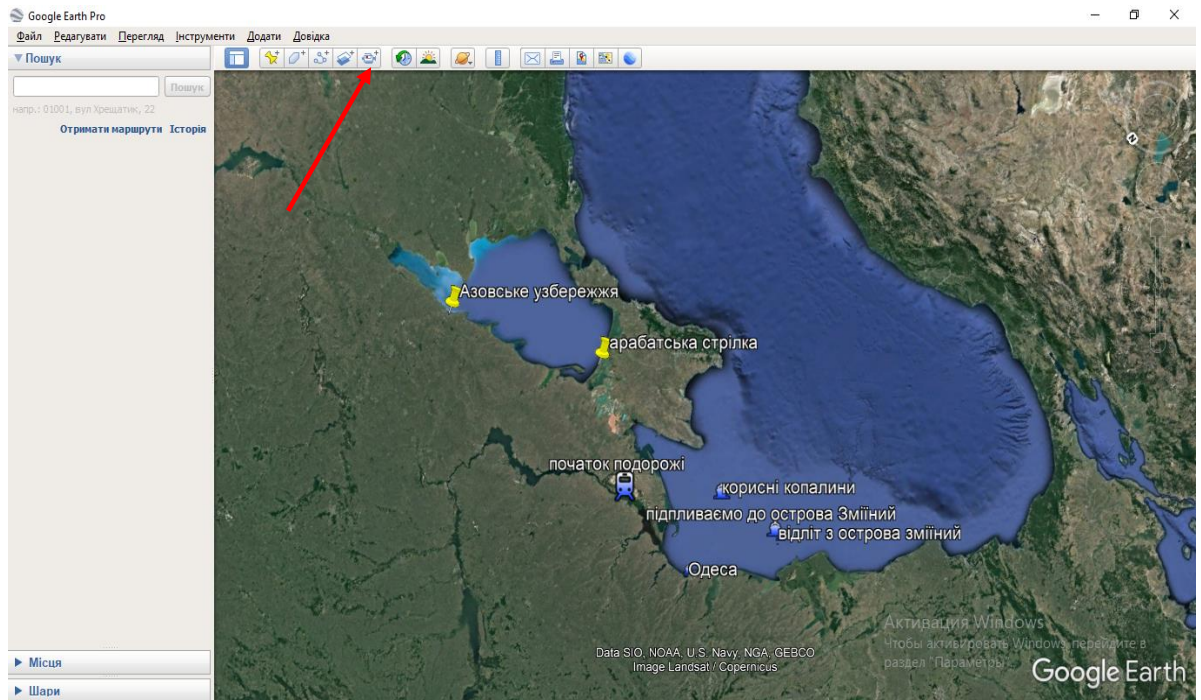 Google Earth Pro
Файл Редагувати Перегляд Інструменти Додати Довідка
Пошук
Пошук
напр.: 01001, вул Хрещатик, 22
Отримати маршрути Історія
Азовське узбережжя
арабатська стрілка
початок подорожі
корисні копалини
підпливаємо до острова Зміїний
відліт з острова зміїний
Одеса
Активация Windows
Чтобы активировать Windows, перейдите в
раздел "Параметры".
Data SIO, NOAA, U.S. Navy, NGA, GEBCO
Image Landsat / Copernicus
Google Earth
Місця
Шари